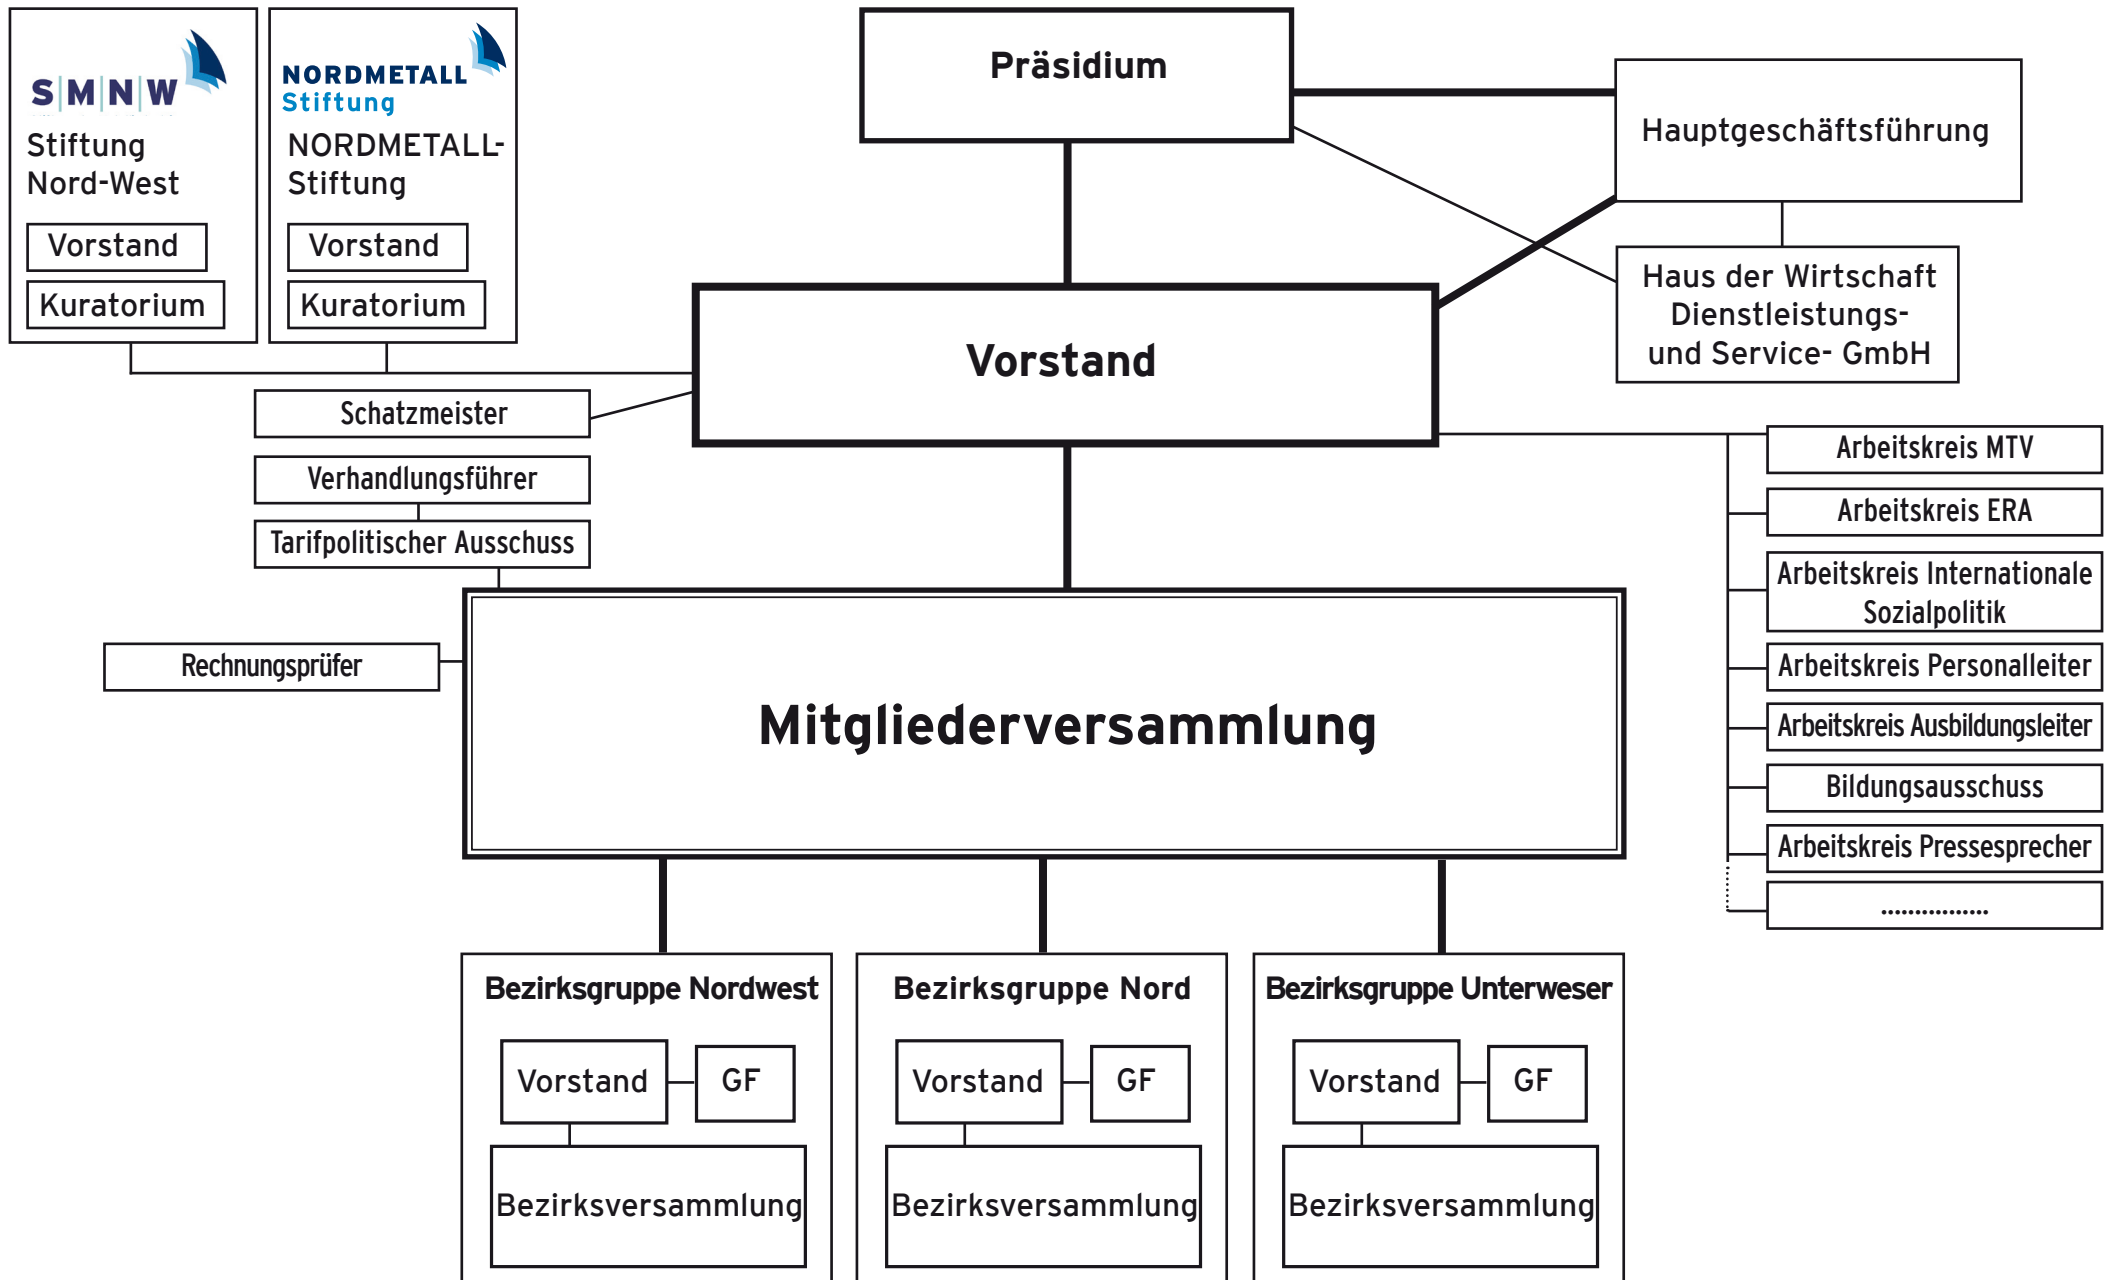 S|M|N|W
Stiftung
Nord-West
Vorstand
Kuratorium
NORDMETALL
Stiftung
NORDMETALL-
Stiftung
Vorstand
Kuratorium
Präsidium
Hauptgeschäftsführung
Haus der Wirtschaft
Dienstleistungs-
und Service- GmbH
Vorstand
Schatzmeister
Verhandlungsführer
Tarifpolitischer Ausschuss
Rechnungsprüfer
Mitgliederversammlung
Arbeitskreis MTV
Arbeitskreis ERA
Arbeitskreis Internationale
Sozialpolitik
Arbeitskreis Personalleiter
Arbeitskreis Ausbildungsleiter
Bildungsausschuss
Arbeitskreis Pressesprecher
................
Bezirksgruppe Nordwest
Vorstand
GF
Bezirksversammlung
Bezirksgruppe Nord
Vorstand
GF
Bezirksversammlung
Bezirksgruppe Unterweser
Vorstand
GF
Bezirksversammlung